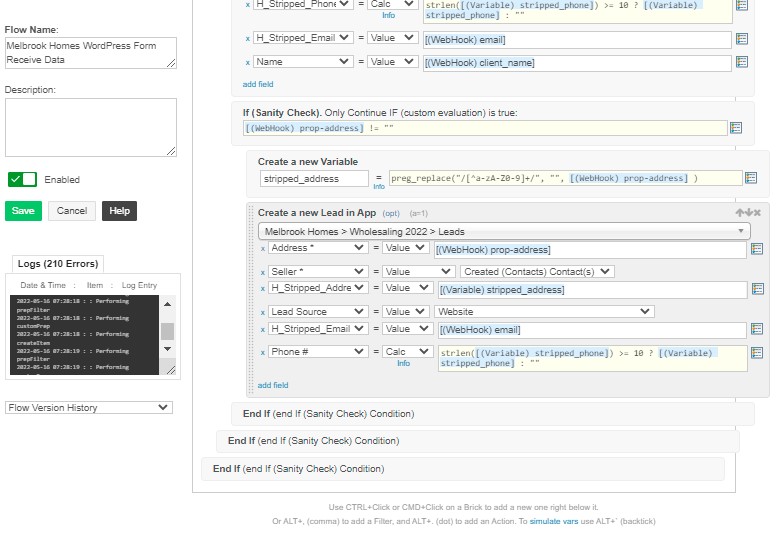 x H_Stripped_Phone = Calc strlen([(Variable) stripped_phone]) >= 10 ? [(Variable)
Info stripped_phone] : ""
x H_Stripped_Email = Value [(WebHook) email]
x Name = Value [(WebHook) client_name]
add field
Flow Name:
Melbrook Homes WordPress Form
Receive Data
Description:
Enabled
Save Cancel Help
Logs (210 Errors)
Date & Time : Item : Log Entry
2022-05-16 07:28:18 : : Performing
prepFilter
2022-05-16 07:28:18 : : Performing
customPrep
2022-05-16 07:28:18 : : Performing
createItem
2022-05-16 07:28:19 : : Performing
prepFilter
2022-05-16 07:28:19 : : Performing
Flow Version History
If (Sanity Check). Only Continue IF (custom evaluation) is true:
[(WebHook) prop-address] != ""
Create a new Variable
stripped_address = preg_replace("/[^a-zA-Z0-9]+/", "", [(WebHook) prop-address] )
Info
Create a new Lead in App (opt) (a=1)
Melbrook Homes > Wholesaling 2022 > Leads
x Address * = Value [(WebHook) prop-address]
x Seller * = Value Created (Contacts) Contact(s)
x H_Stripped_Addre = Value [(Variable) stripped_address]
x Lead Source = Value Website
x H_Stripped_Email = Value [(WebHook) email]
x Phone # = Calc strlen([(Variable) stripped_phone]) >= 10 ? [(Variable)
Info stripped_phone] : ""
add field
End If (end If (Sanity Check) Condition)
End If (end If (Sanity Check) Condition)
End If (end If (Sanity Check) Condition)
Use CTRL+Click or CMD+Click on a Brick to add a new one right below it.
Or ALT+, (comma) to add a Filter, and ALT+. (dot) to add an Action. To simulate vars use ALT+` (backtick)